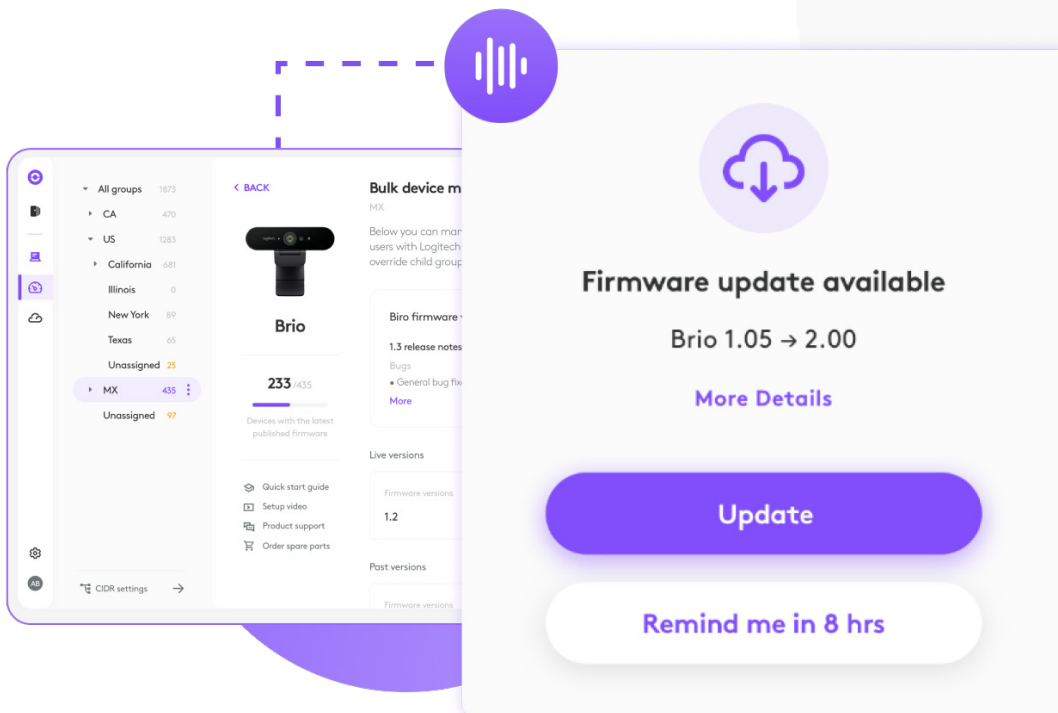 All groups 1873
CA 470
US 1283
California 681
Illinois 0
New York 89
Texas 65
Unassigned 25
MX 435
Unassigned 97
CIDR settings
AB
< BACK
Brio
233 /435
Devices with the latest
published firmware
Quick start guide
Setup video
Product support
Order spare parts
Bulk device m
MX
Below you can man
users with Logitech
override child group
Biro firmware
1.3 release notes
Bugs
• General bug fix
More
Live versions
Firmware versions
1.2
Past versions
Firmware versions
Firmware update available
Brio 1.05 → 2.00
More Details
Update
Remind me in 8 hrs